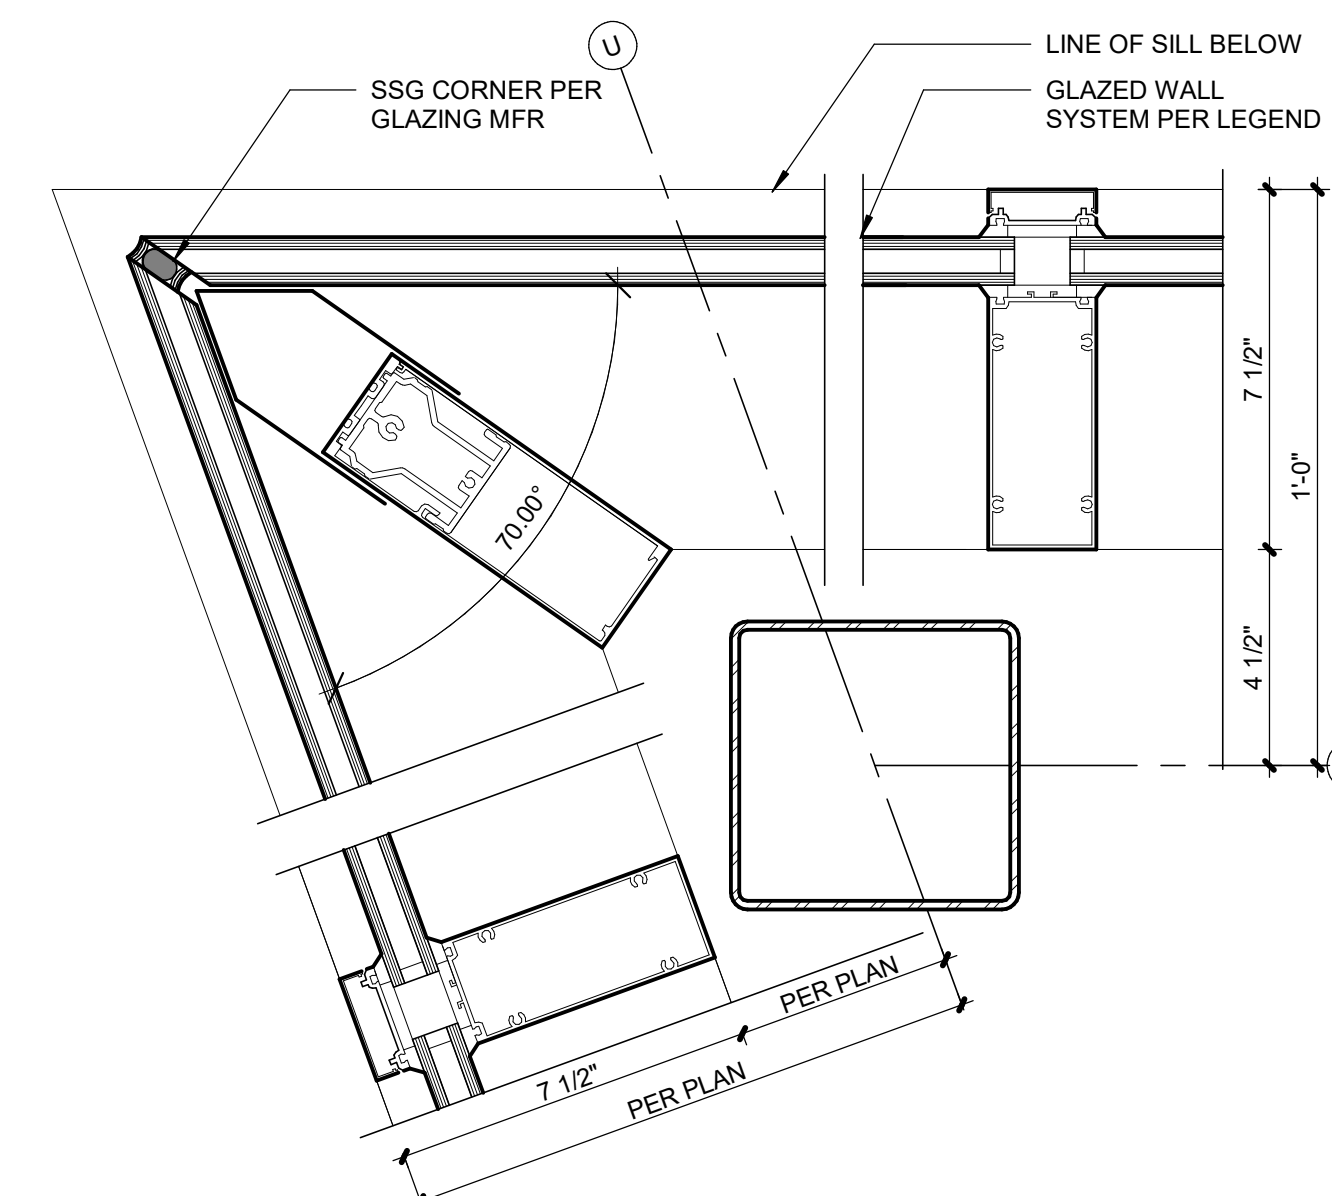 U
LINE OF SILL BELOW
SSG CORNER PER
GLAZING MFR
GLAZED WALL
SYSTEM PER LEGEND
7 1/2"
1'-0"
70.00°
4 1/2"
PER PLAN
7 1/2"
PER PLAN